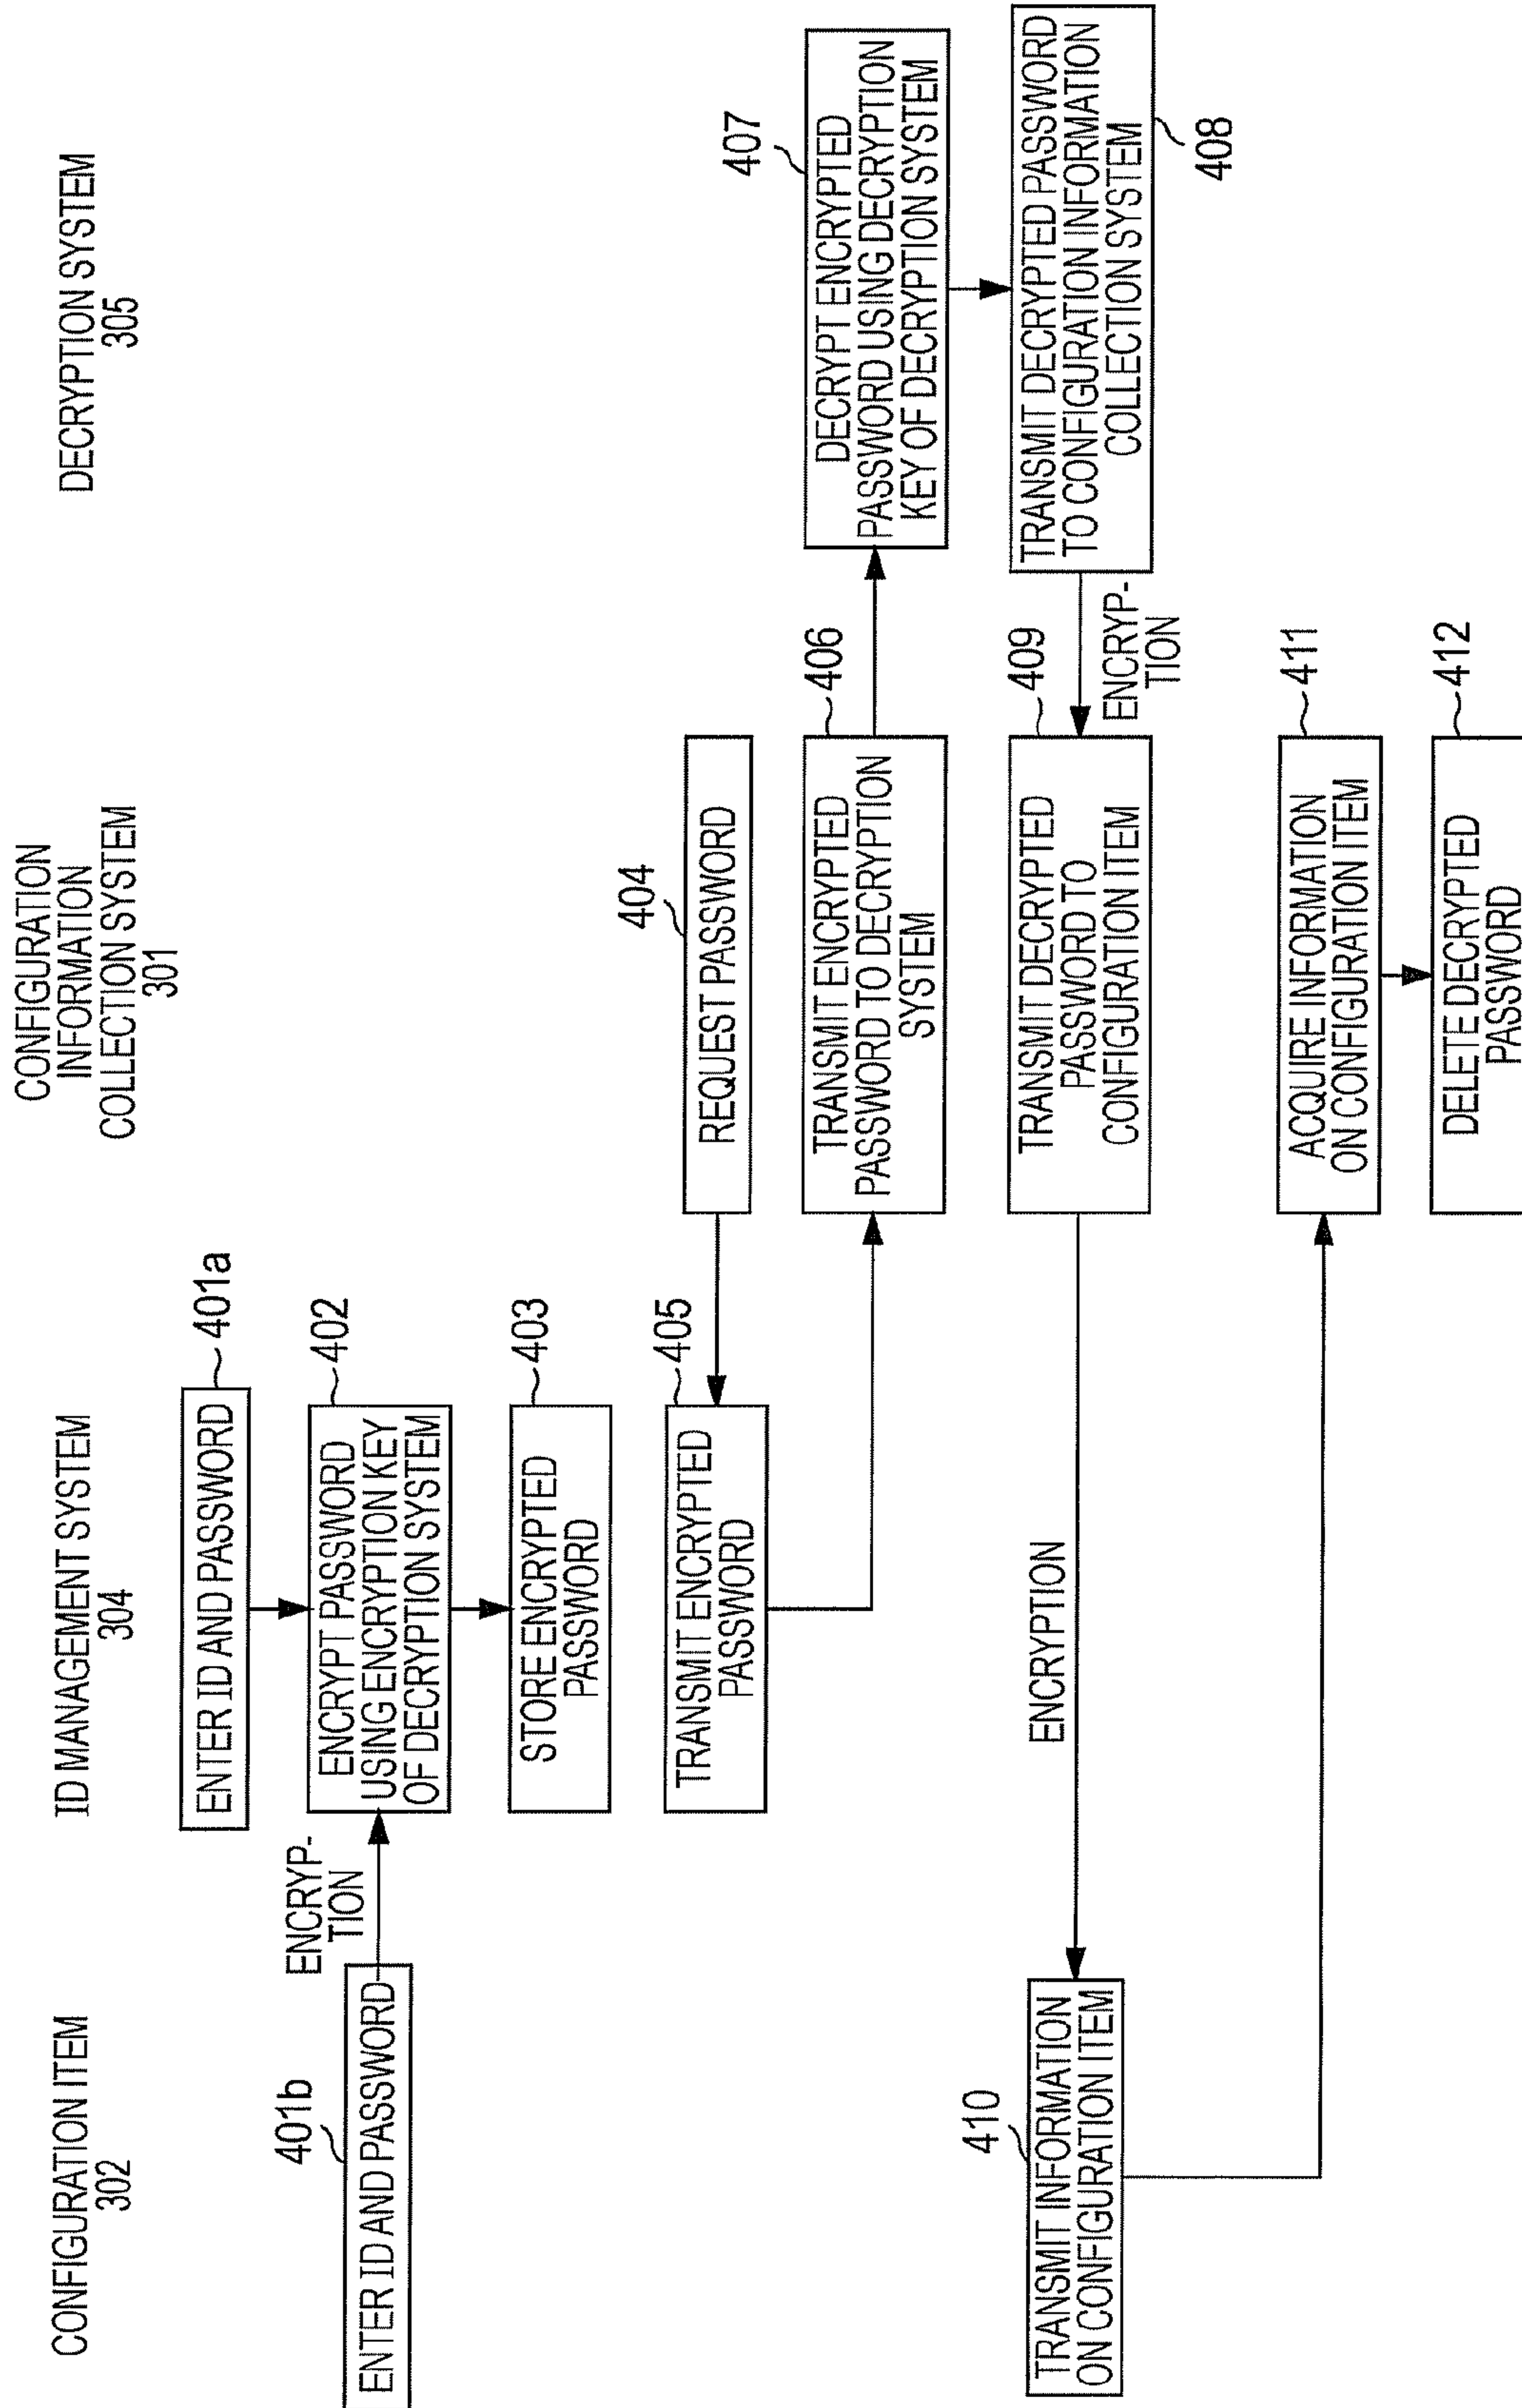 CONFIGURATION ITEM
302
ID MANAGEMENT SYSTEM
304
CONFIGURATION
INFORMATION
COLLECTION SYSTEM
301
DECRYPTION SYSTEM
305
401a
ENTER ID AND PASSWORD
401b
ENTER ID AND PASSWORD
ENCRYP-
TION
402
ENCRYPT PASSWORD
USING ENCRYPTION KEY
OF DECRYPTION SYSTEM
403
STORE ENCRYPTED
PASSWORD
404
REQUEST PASSWORD
405
TRANSMIT ENCRYPTED
PASSWORD
406
TRANSMIT ENCRYPTED
PASSWORD TO DECRYPTION
SYSTEM
407
DECRYPT ENCRYPTED
PASSWORD USING DECRYPTION
KEY OF DECRYPTION SYSTEM
TRANSMIT DECRYPTED PASSWORD
TO CONFIGURATION INFORMATION
COLLECTION SYSTEM
408
ENCRYP-
TION
409
TRANSMIT DECRYPTED
PASSWORD TO
CONFIGURATION ITEM
ENCRYPTION
410
TRANSMIT INFORMATION
ON CONFIGURATION ITEM
411
ACQUIRE INFORMATION
ON CONFIGURATION ITEM
412
DELETE DECRYPTED
PASSWORD